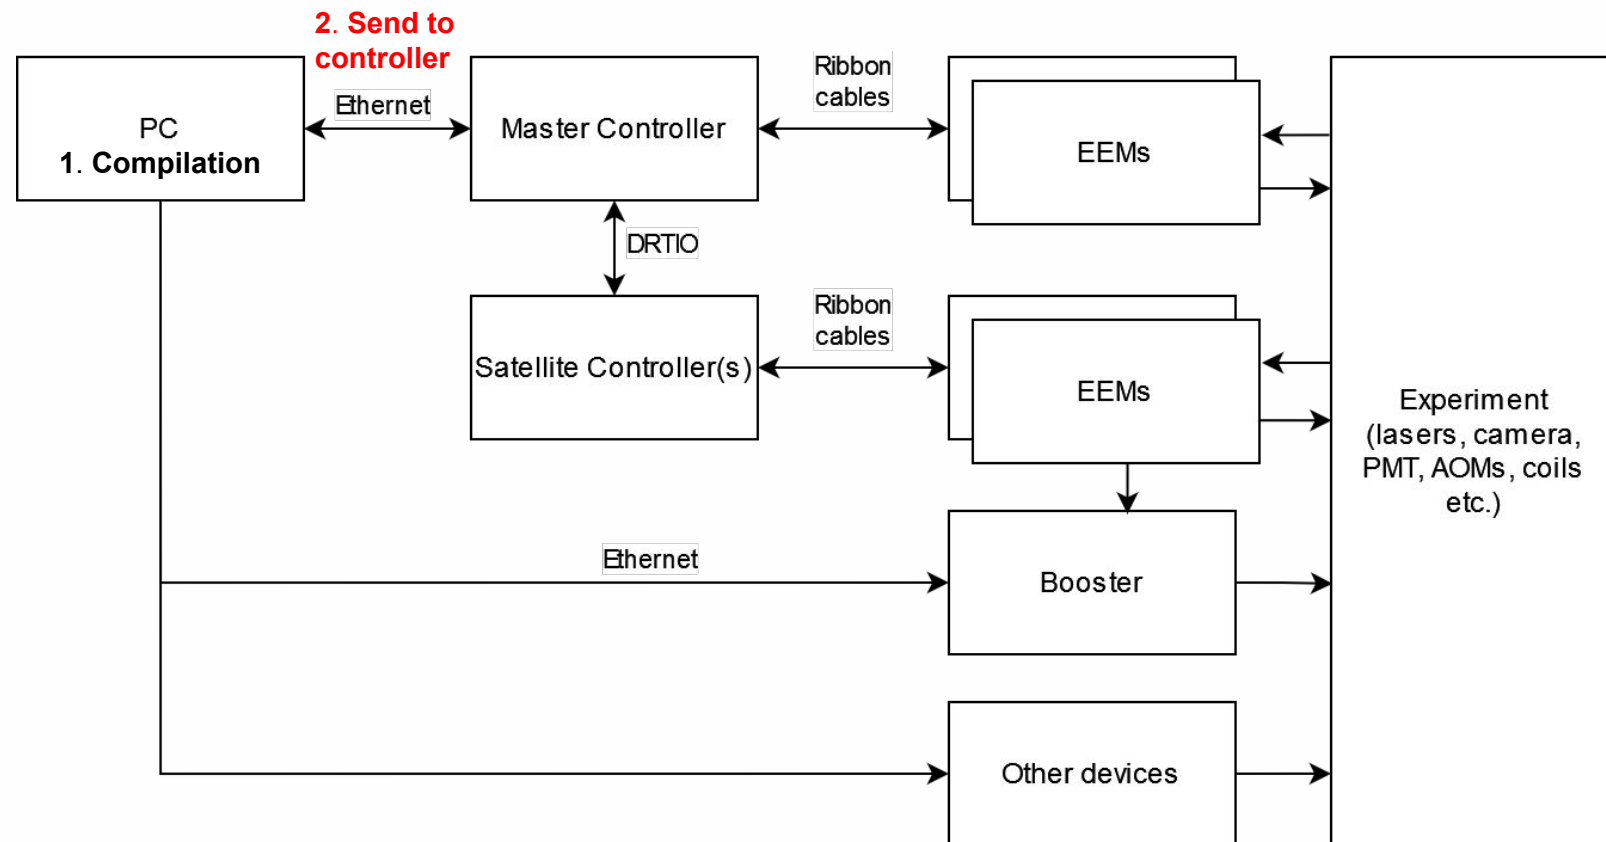 2. Send to
controller
PC
1. Compilation
Ethernet
Master Controller
Ribbon
cables
EEMs
DRTIO
Satellite Controller(s)
Ribbon
cables
EEMs
Experiment
(lasers, camera,
PMT, AOMs, coils
etc.)
Ethernet
Booster
Other devices